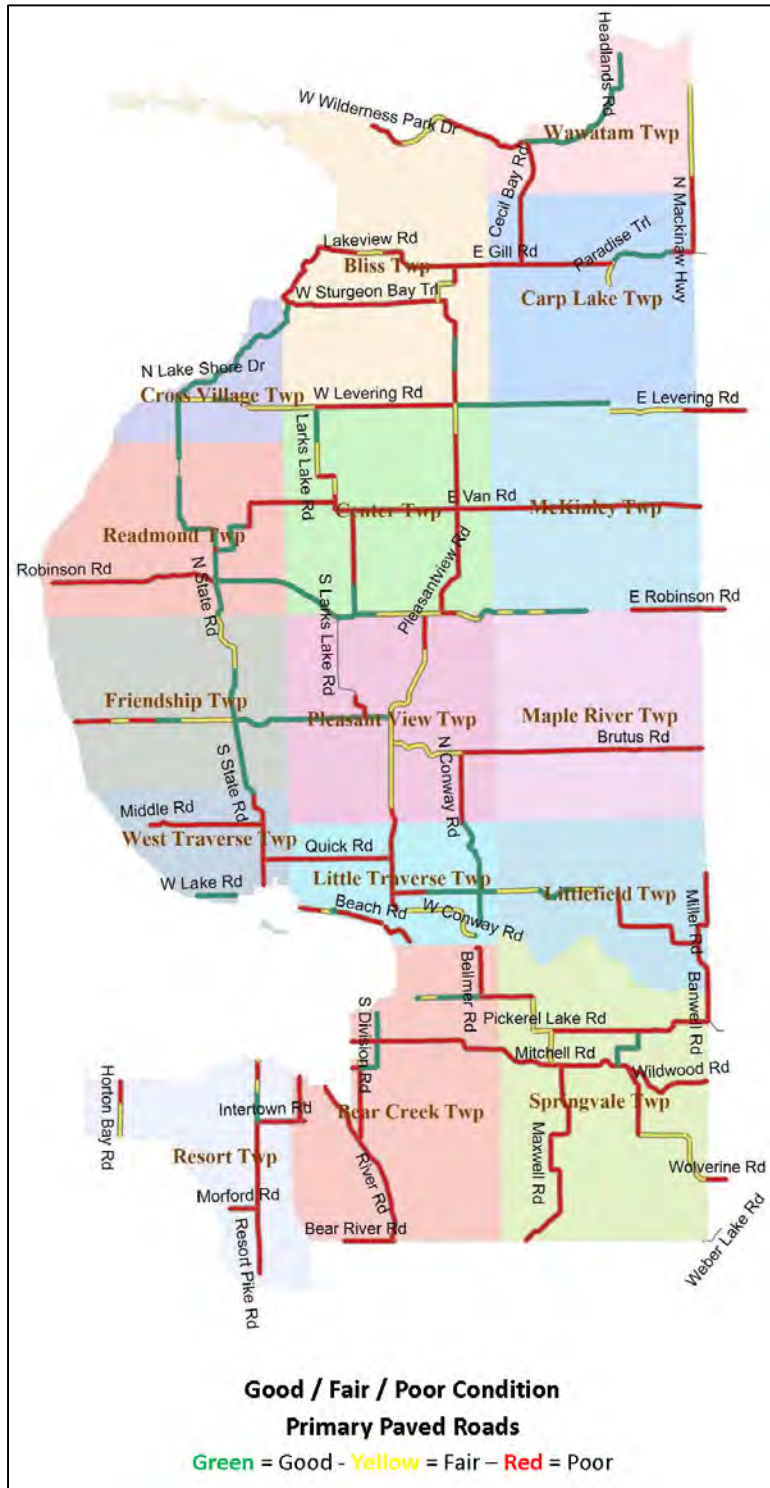 Headlands Rd
W Wilderness Park Dr
Wawatam Twp
Cecil Bay Rd
N Mackinaw Hwy
Lakeview Rd
E Gill Rd
Paradise Trl
Bliss Twp
W Sturgeon Bay Trl
Carp Lake Twp
N Lake Shore Dr
Cross Village Twp
W Levering Rd
E Levering Rd
Larks Lake Rd
E Van Rd
Center Twp
McKinley Twp
Readmond Twp
Robinson Rd
N State Rd
S Larks Lake Rd
Pleasantview Rd
E Robinson Rd
Friendship Twp
Pleasant View Twp
Maple River Twp
Brutus Rd
S State Rd
N Conway Rd
Middle Rd
West Traverse Twp
Quick Rd
Little Traverse Twp
W Lake Rd
Beach Rd
W Conway Rd
Littlefield Twp
Miller Rd
Bellmer Rd
Banwell Rd
S Division Rd
Pickerel Lake Rd
Mitchell Rd
Wildwood Rd
Horton Bay Rd
Intertown Rd
Bear Creek Twp
Springvale Twp
Resort Twp
River Rd
Maxwell Rd
Wolverine Rd
Morford Rd
Resort Pike Rd
Bear River Rd
Weber Lake Rd
Good / Fair / Poor Condition
Primary Paved Roads
Green = Good - Yellow = Fair – Red = Poor